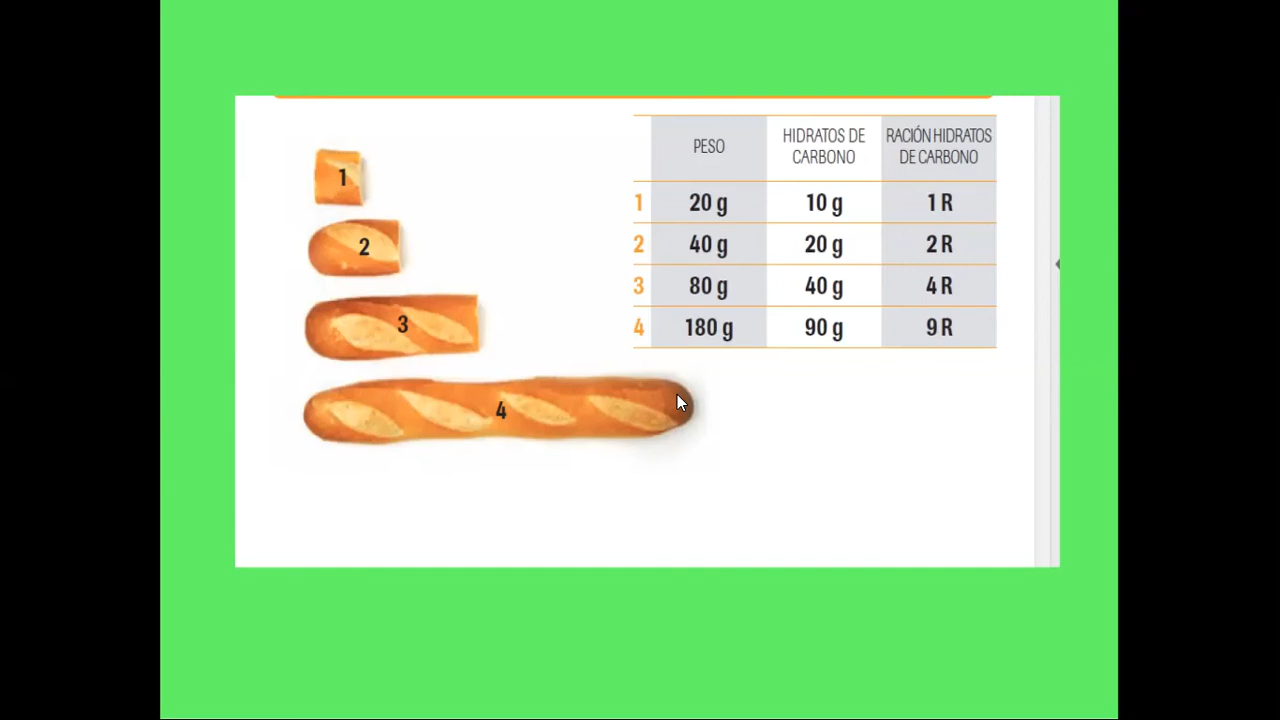 PESO
HIDRATOS DE
CARBONO
RACIÓN HIDRATOS
DE CARBONO
1 20 g 10 g 1 R
2 40 g 20 g 2 R
3 80 g 40 g 4 R
4 180 g 90 g 9 R
1
2
3
4